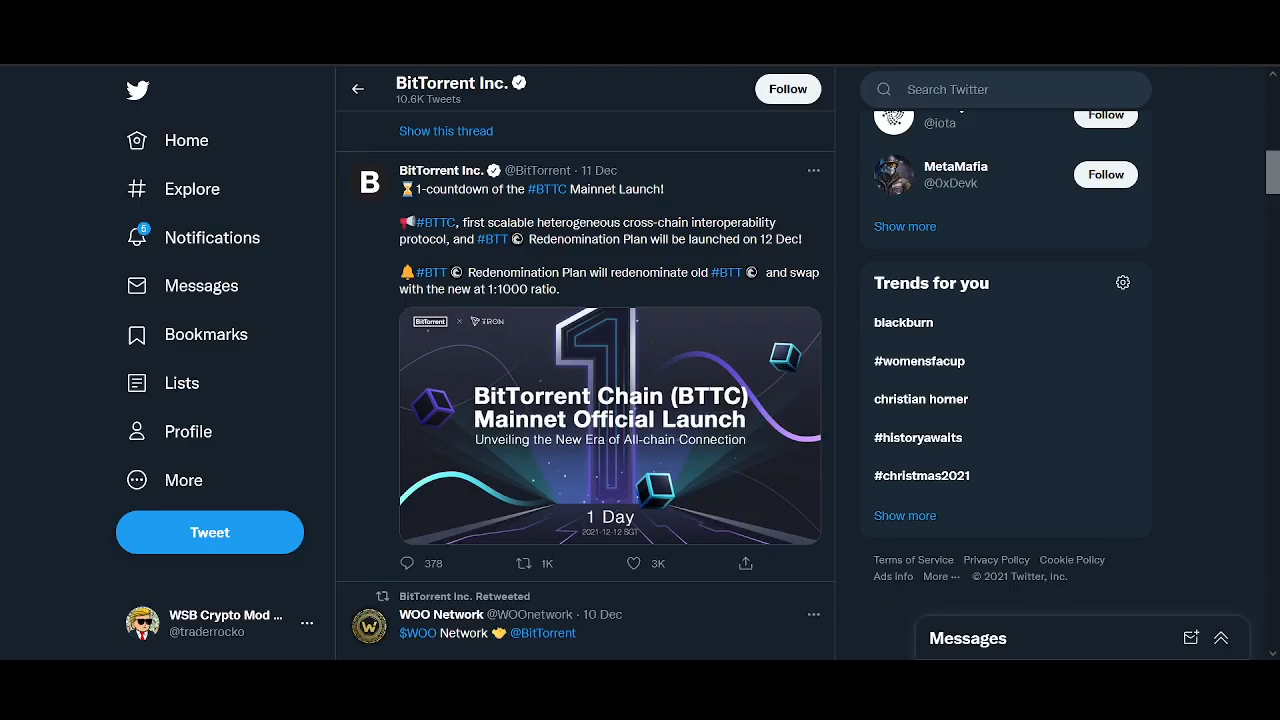 BitTorrent Inc.
10.6K Tweets
Follow
Home
Explore
5
Notifications
Messages
Bookmarks
Lists
Profile
More
Tweet
WSB Crypto Mod ...
@traderrocko
Show this thread
B
BitTorrent Inc. @BitTorrent · 11 Dec
⏳1-countdown of the #BTTC Mainnet Launch!
📢#BTTC, first scalable heterogeneous cross-chain interoperability
protocol, and #BTT Redenomination Plan will be launched on 12 Dec!
🔔#BTT Redenomination Plan will redenominate old #BTT and swap
with the new at 1:1000 ratio.
BitTorrent × TRON
1
BitTorrent Chain (BTTC)
Mainnet Official Launch
Unveiling the New Era of All-chain Connection
1 Day
2021-12-12 SGT
378 1K 3K
BitTorrent Inc. Retweeted
WOO Network @WOOnetwork · 10 Dec
$WOO Network 🤝 @BitTorrent
Search Twitter
@iota
Follow
MetaMafia
@0xDevk
Follow
Show more
Trends for you
blackburn
#womensfacup
christian horner
#historyawaits
#christmas2021
Show more
Terms of Service Privacy Policy Cookie Policy
Ads info More ··· © 2021 Twitter, Inc.
Messages